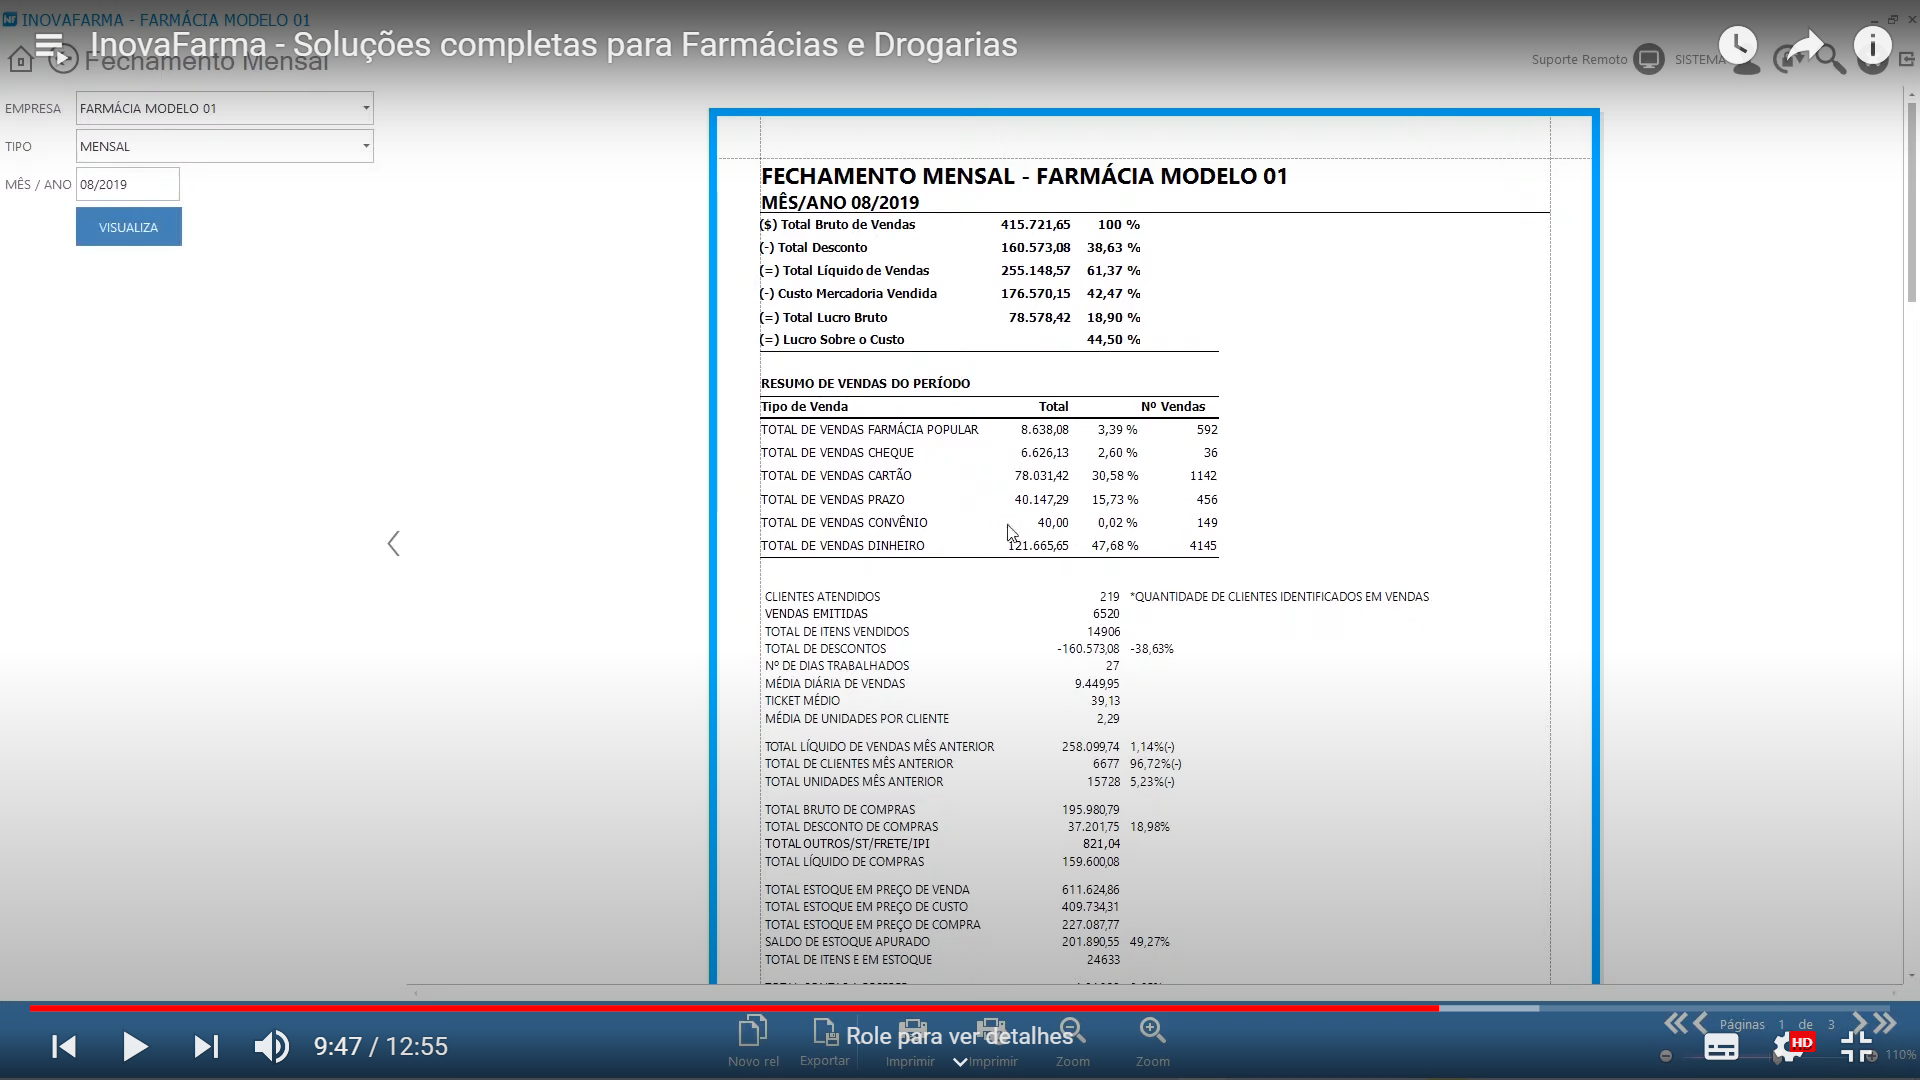 INOVAFARMA - FARMÁCIA MODELO 01
InovaFarma - Soluções completas para Farmácias e Drogarias
Fechamento Mensal
Suporte Remoto
SISTEMA
EMPRESA FARMÁCIA MODELO 01
TIPO MENSAL
MÊS / ANO 08/2019
VISUALIZA
FECHAMENTO MENSAL - FARMÁCIA MODELO 01
MÊS/ANO 08/2019
($) Total Bruto de Vendas 415.721,65 100 %
(-) Total Desconto 160.573,08 38,63 %
(=) Total Líquido de Vendas 255.148,57 61,37 %
(-) Custo Mercadoria Vendida 176.570,15 42,47 %
(=) Total Lucro Bruto 78.578,42 18,90 %
(=) Lucro Sobre o Custo 44,50 %
RESUMO DE VENDAS DO PERÍODO
Tipo de Venda Total Nº Vendas
TOTAL DE VENDAS FARMÁCIA POPULAR 8.638,08 3,39 % 592
TOTAL DE VENDAS CHEQUE 6.626,13 2,60 % 36
TOTAL DE VENDAS CARTÃO 78.031,42 30,58 % 1142
TOTAL DE VENDAS PRAZO 40.147,29 15,73 % 456
TOTAL DE VENDAS CONVÊNIO 40,00 0,02 % 149
TOTAL DE VENDAS DINHEIRO 121.665,65 47,68 % 4145
CLIENTES ATENDIDOS 219 *QUANTIDADE DE CLIENTES IDENTIFICADOS EM VENDAS
VENDAS EMITIDAS 6520
TOTAL DE ITENS VENDIDOS 14906
TOTAL DE DESCONTOS -160.573,08 -38,63%
Nº DE DIAS TRABALHADOS 27
MÉDIA DIÁRIA DE VENDAS 9.449,95
TICKET MÉDIO 39,13
MÉDIA DE UNIDADES POR CLIENTE 2,29
TOTAL LÍQUIDO DE VENDAS MÊS ANTERIOR 258.099,74 1,14%(-)
TOTAL DE CLIENTES MÊS ANTERIOR 6677 96,72%(-)
TOTAL UNIDADES MÊS ANTERIOR 15728 5,23%(-)
TOTAL BRUTO DE COMPRAS 195.980,79
TOTAL DESCONTO DE COMPRAS 37.201,75 18,98%
TOTAL OUTROS/ST/FRETE/IPI 821,04
TOTAL LÍQUIDO DE COMPRAS 159.600,08
TOTAL ESTOQUE EM PREÇO DE VENDA 611.624,86
TOTAL ESTOQUE EM PREÇO DE CUSTO 409.734,31
TOTAL ESTOQUE EM PREÇO DE COMPRA 227.087,77
SALDO DE ESTOQUE APURADO 201.890,55 49,27%
TOTAL DE ITENS E EM ESTOQUE 24633
9:47 / 12:55
Role para ver detalhes
Novo rel Exportar Imprimir Imprimir Zoom Zoom
Páginas 1 de 3
HD
110%